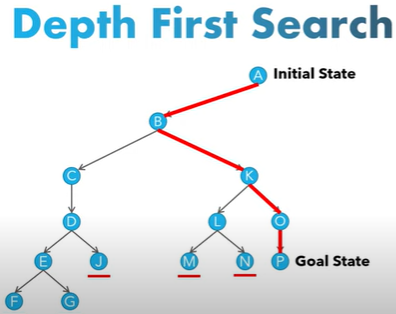 Depth First Search
A Initial State
B
C K
D L O
E J M N P Goal State
F G